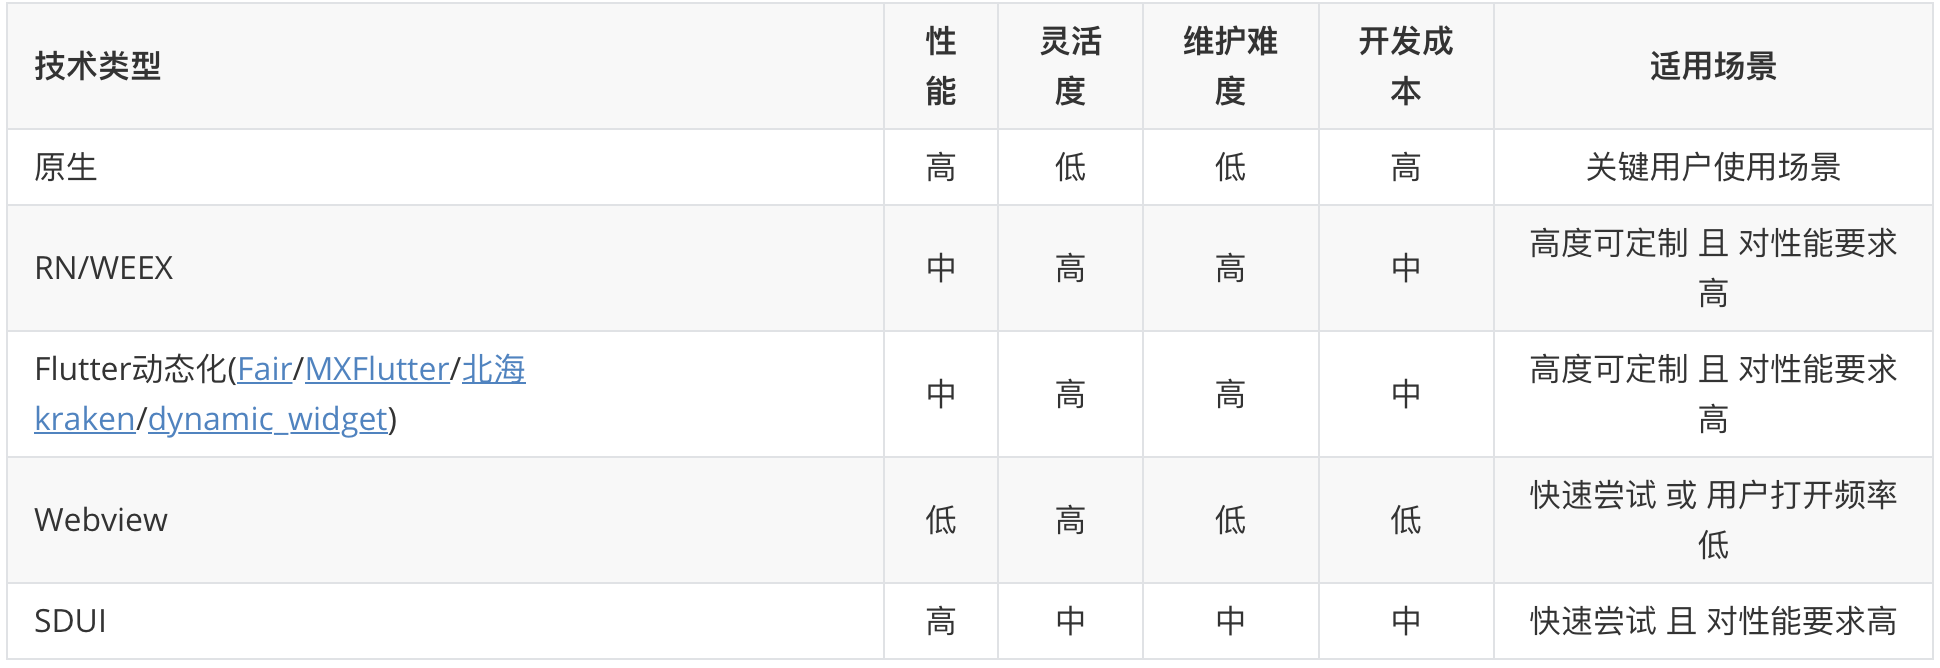 技术类型 性能 灵活度 维护难度 开发成本 适用场景
原生 高 低 低 高 关键用户使用场景
RN/WEEX 中 高 高 中 高度可定制 且 对性能要求高
Flutter动态化(Fair/MXFlutter/北海
kraken/dynamic_widget) 中 高 高 中 高度可定制 且 对性能要求高
Webview 低 高 低 低 快速尝试 或 用户打开频率低
SDUI 高 中 中 中 快速尝试 且 对性能要求高